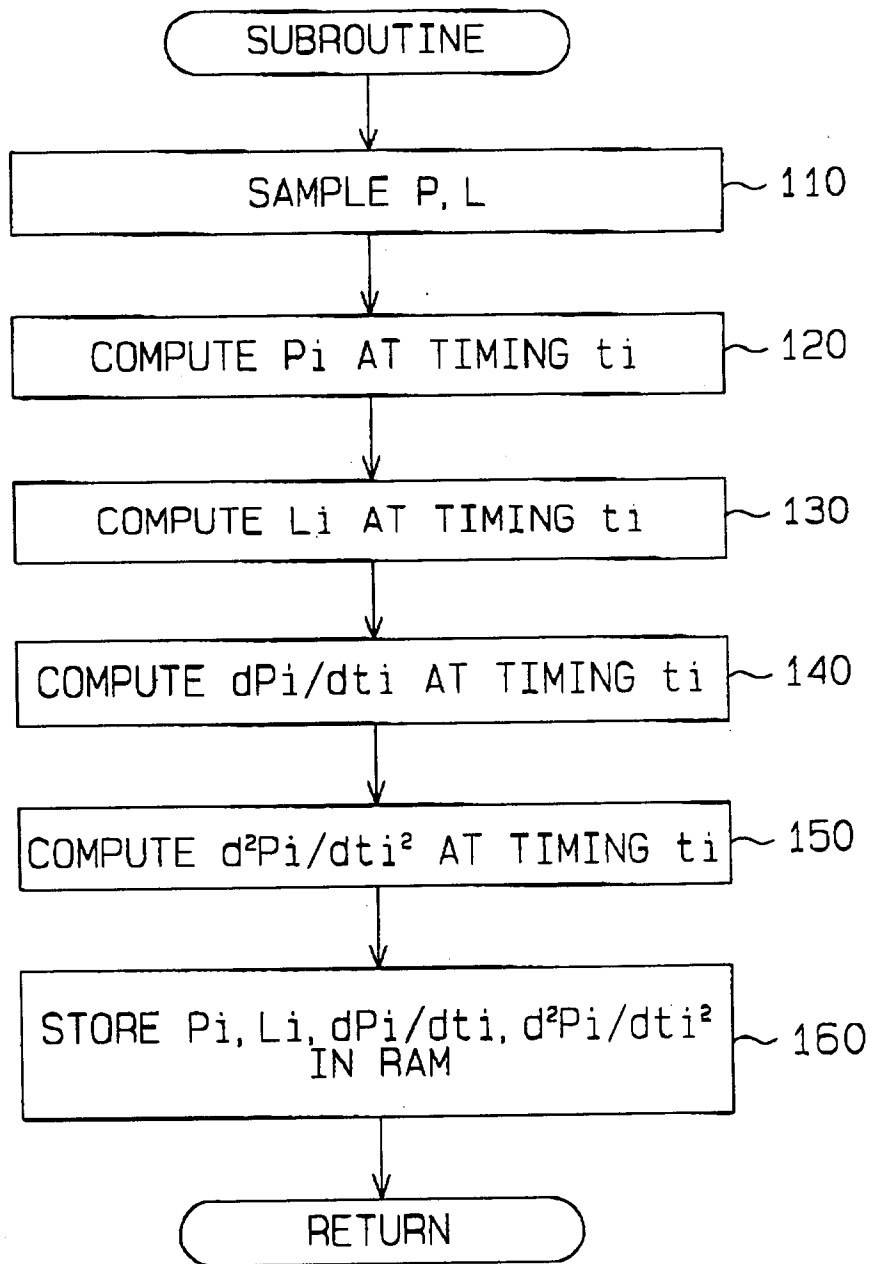 SUBROUTINE
SAMPLE P, L
110
COMPUTE Pi AT TIMING ti
120
COMPUTE Li AT TIMING ti
130
COMPUTE dPi/dti AT TIMING ti
140
COMPUTE d²Pi/dti² AT TIMING ti
150
STORE Pi, Li, dPi/dti, d²Pi/dti²
IN RAM
160
RETURN